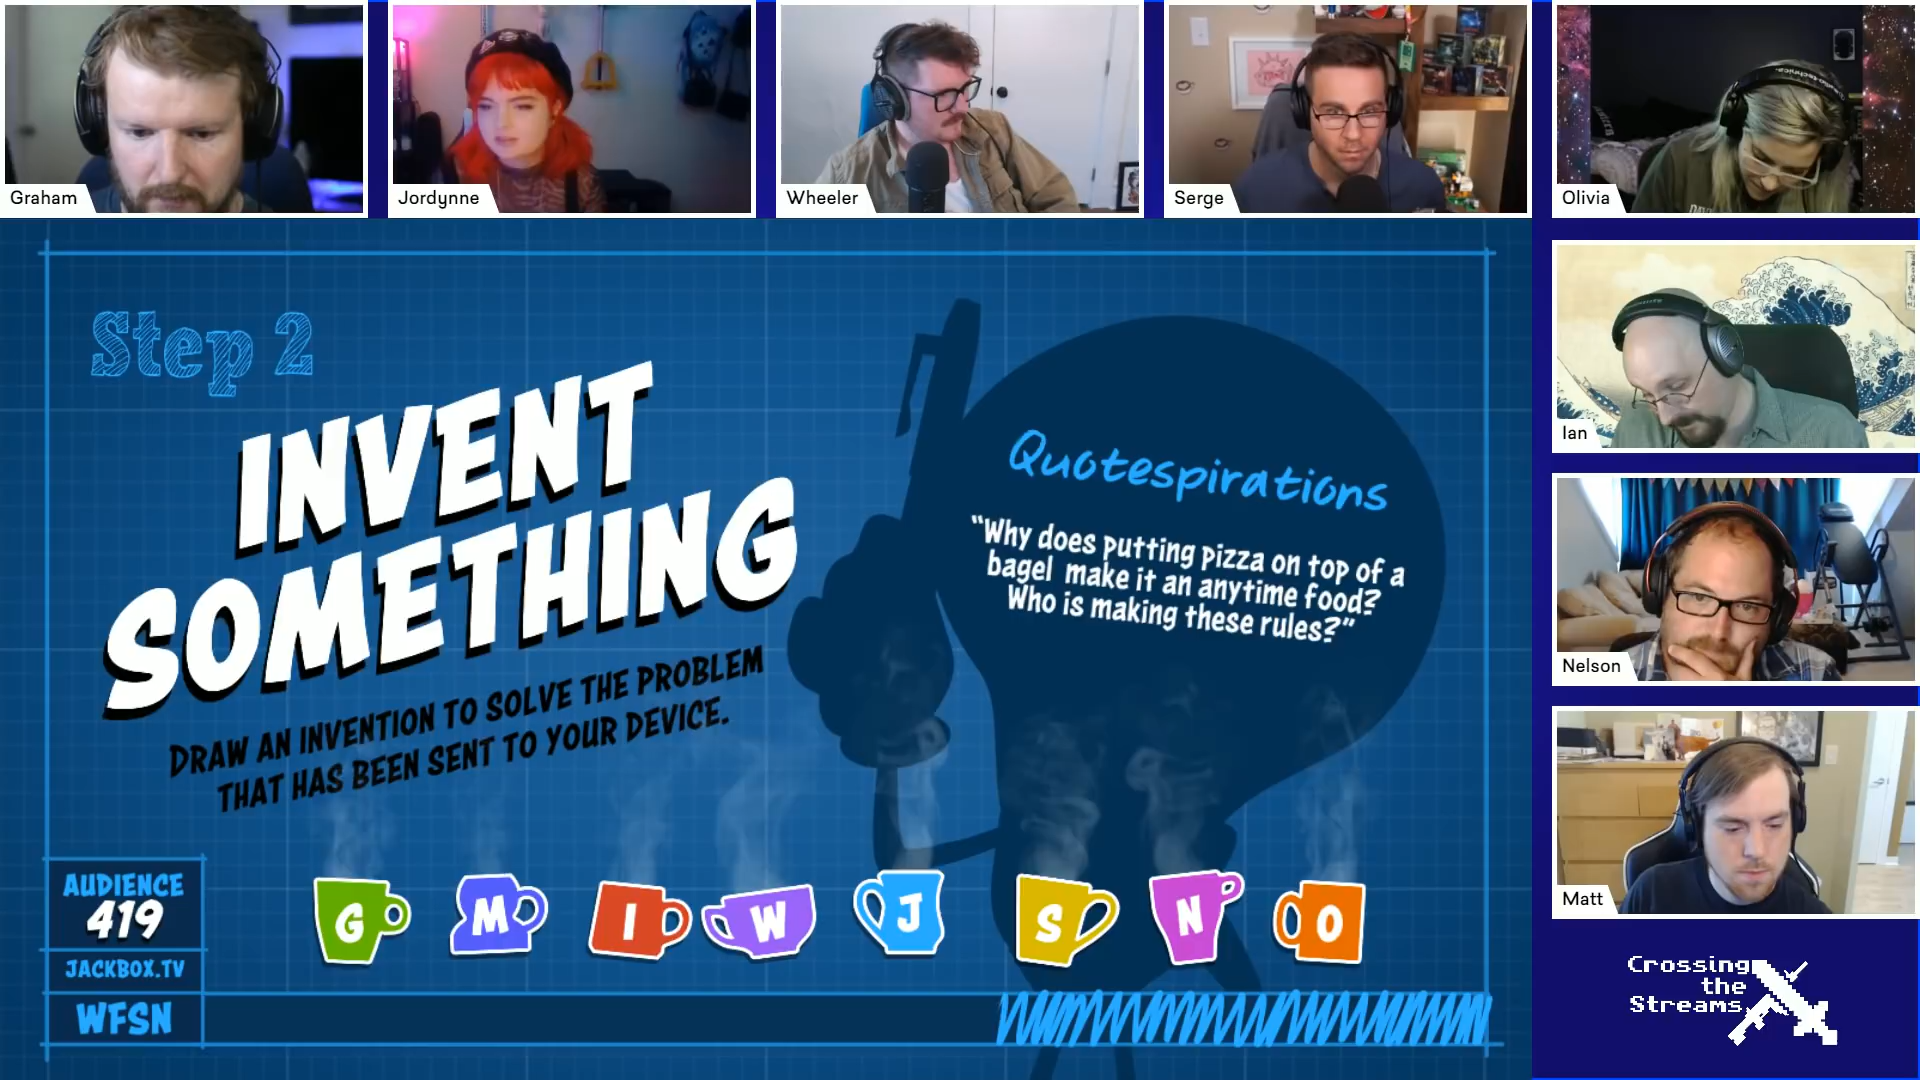 Graham
Jordynne
Wheeler
Serge
Olivia
Step 2
INVENT
SOMETHING
DRAW AN INVENTION TO SOLVE THE PROBLEM
THAT HAS BEEN SENT TO YOUR DEVICE.
Quotespirations
"Why does putting pizza on top of a
bagel make it an anytime food?
Who is making these rules?"
Ian
Nelson
Matt
AUDIENCE
419
JACKBOX.TV
WFSN
G
M
I
W
J
S
N
O
Crossing
the
Streams